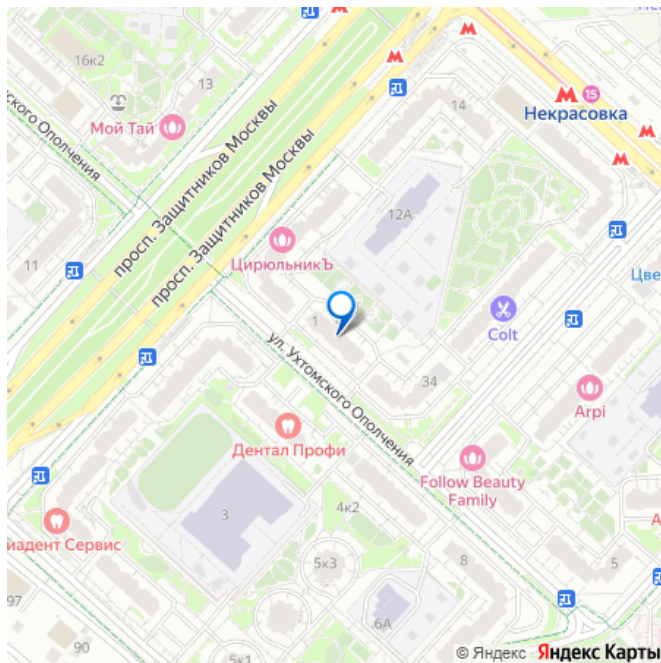 16к2
13
Мой Тай
ского Ополчения
просп. Защитников Москвы
просп. Защитников Москвы
14
15
Некрасовка
12А
11
ЦирюльникЪ
Цве
1
Colt
ул. Ухтомского Ополчения
34
Arpi
Дентал Профи
Follow Beauty
Family
3
4к2
А
иадент Сервис
5к3
8
5
97
6А
90
5к1
© Яндекс Яндекс Карты